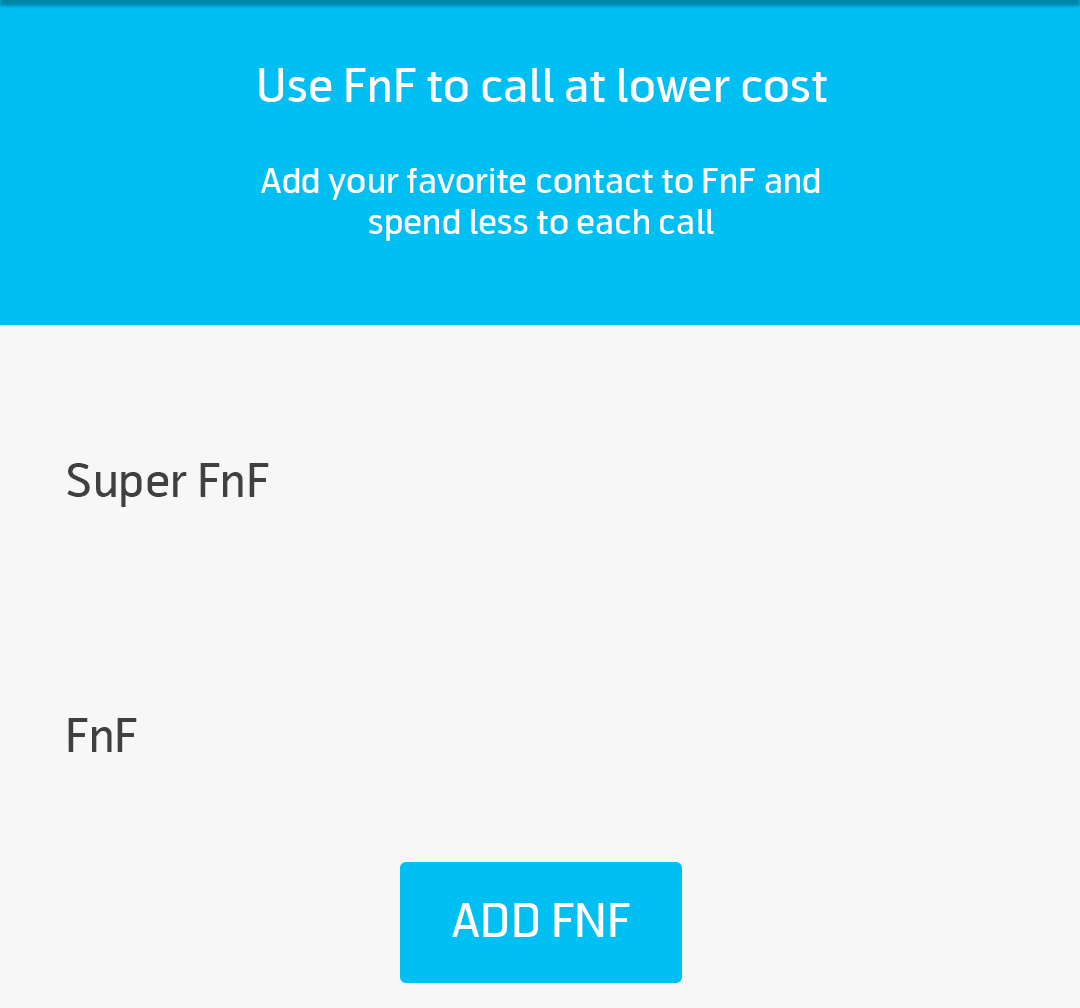 Use FnF to call at lower cost
Add your favorite contact to FnF and
spend less to each call
Super FnF
FnF
ADD FNF